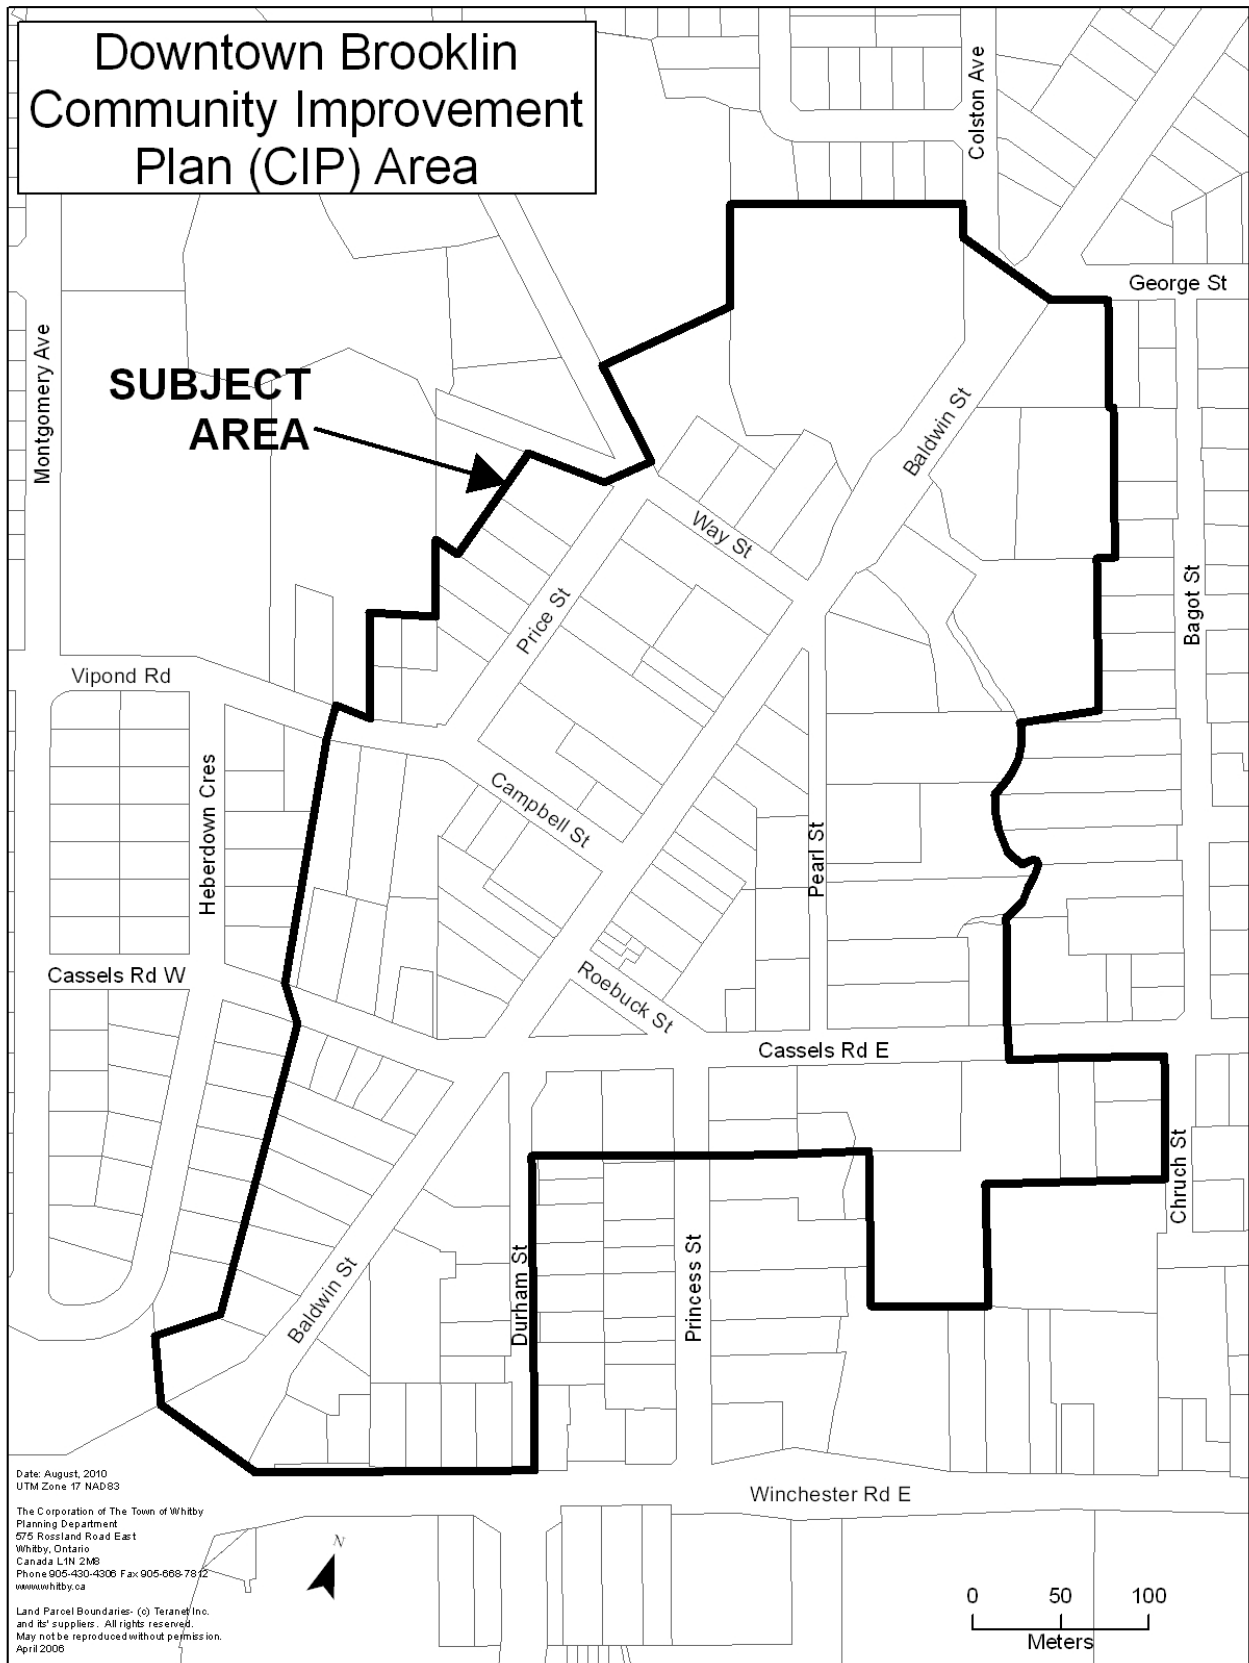 Downtown Brooklin
Community Improvement
Plan (CIP) Area
Colston Ave
George St
Montgomery Ave
SUBJECT
AREA
Baldwin St
Way St
Price St
Bagot St
Vipond Rd
Campbell St
Heberdown Cres
Pearl St
Cassels Rd W
Roebuck St
Cassels Rd E
Chruch St
Baldwin St
Durham St
Princess St
Winchester Rd E
Date: August, 2010
UTM Zone 17 NAD83
The Corporation of The Town of Whitby
Planning Department
575 Rossland Road East
Whitby, Ontario
Canada L1N 2M8
Phone 905-430-4306 Fax 905-668-7812
www.whitby.ca
Land Parcel Boundaries- (c) Teranet Inc.
and its' suppliers. All rights reserved.
May not be reproduced without permission.
April 2006
N
0 50 100
Meters